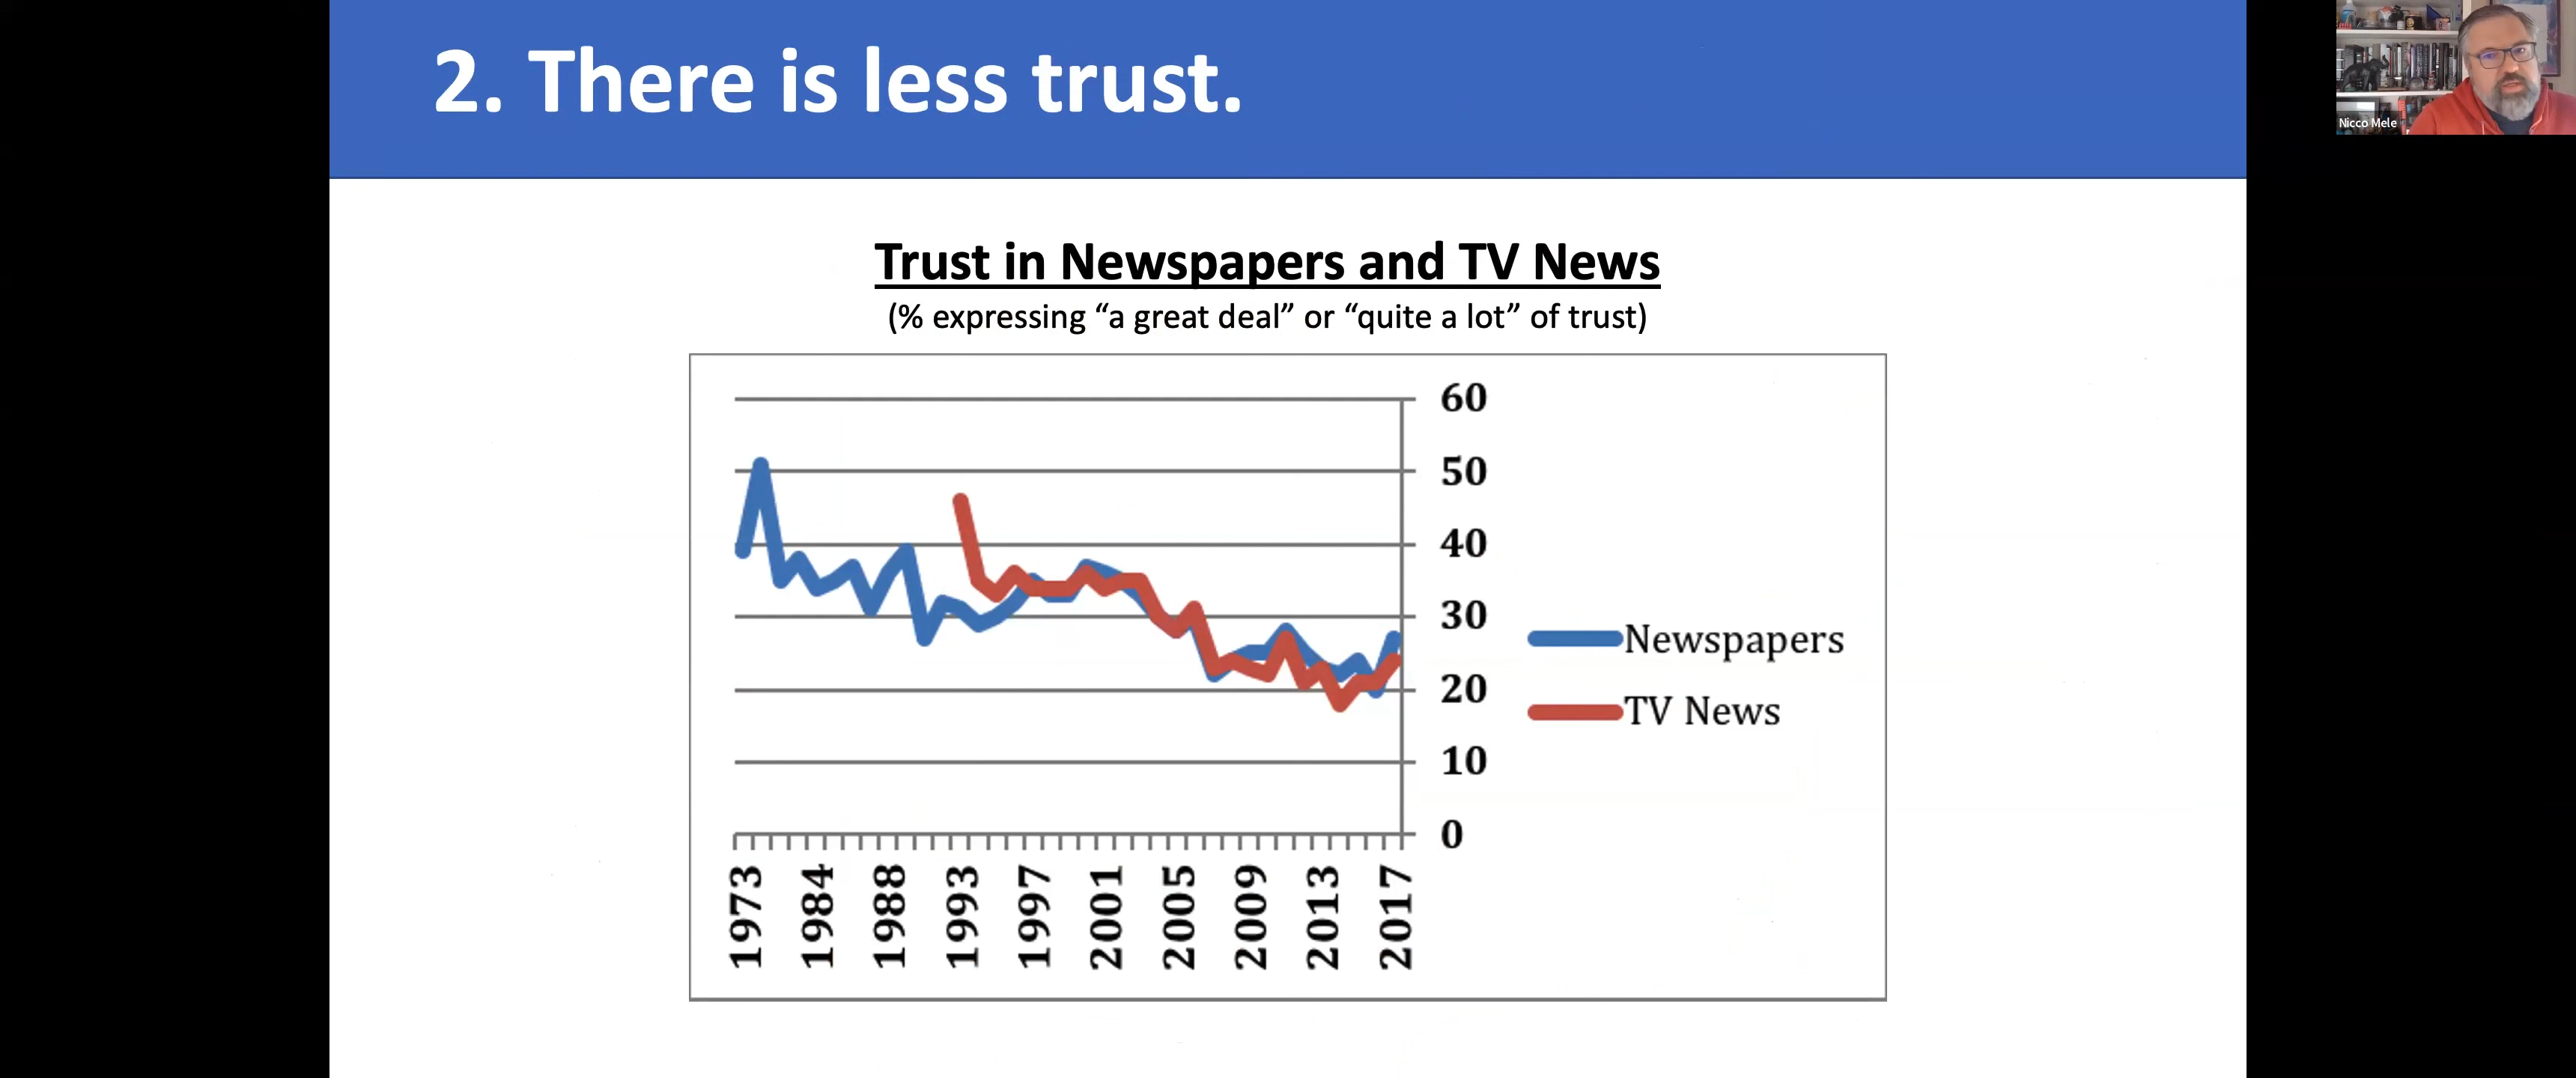 2. There is less trust.
Nicco Mele
Trust in Newspapers and TV News
(% expressing “a great deal” or “quite a lot” of trust)
60
50
40
30
20
10
0
Newspapers
TV News
1973
1984
1988
1993
1997
2001
2005
2009
2013
2017